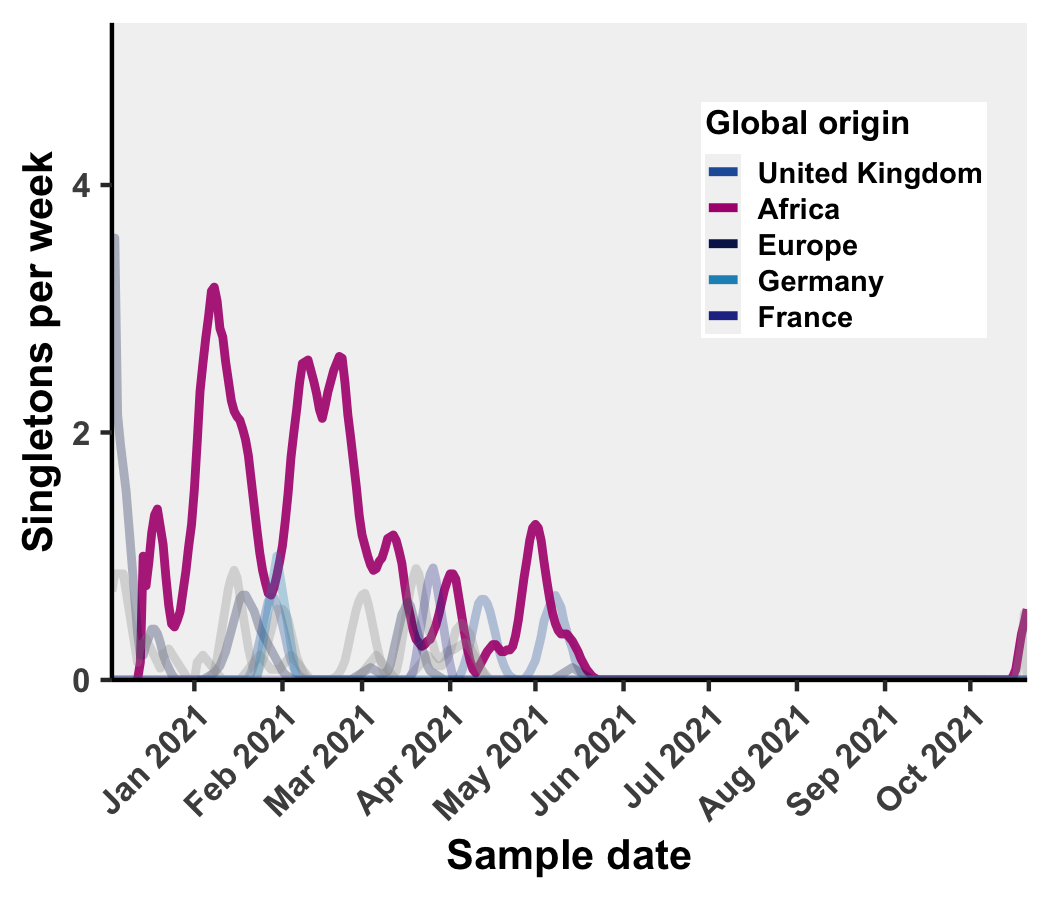 Singletons per week
4
2
0
Global origin
United Kingdom
Africa
Europe
Germany
France
Jan 2021
Feb 2021
Mar 2021
Apr 2021
May 2021
Jun 2021
Jul 2021
Aug 2021
Sep 2021
Oct 2021
Sample date